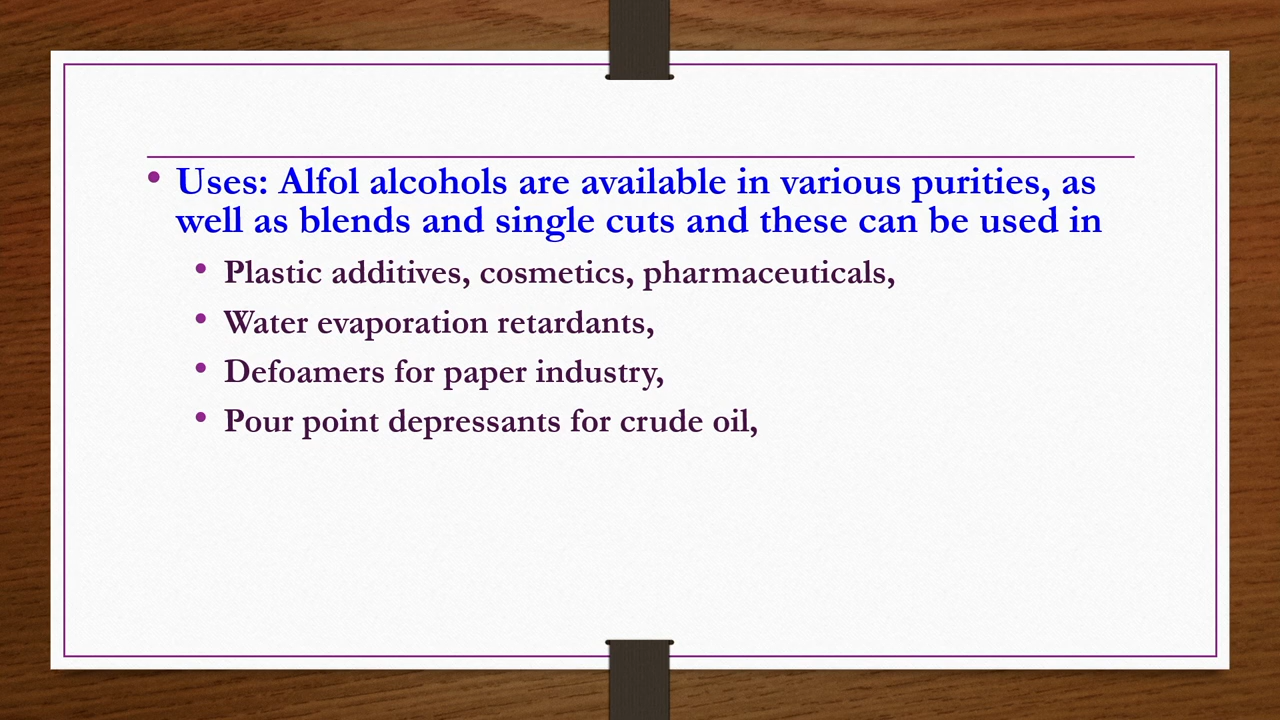 • Uses: Alfol alcohols are available in various purities, as
well as blends and single cuts and these can be used in
• Plastic additives, cosmetics, pharmaceuticals,
• Water evaporation retardants,
• Defoamers for paper industry,
• Pour point depressants for crude oil,